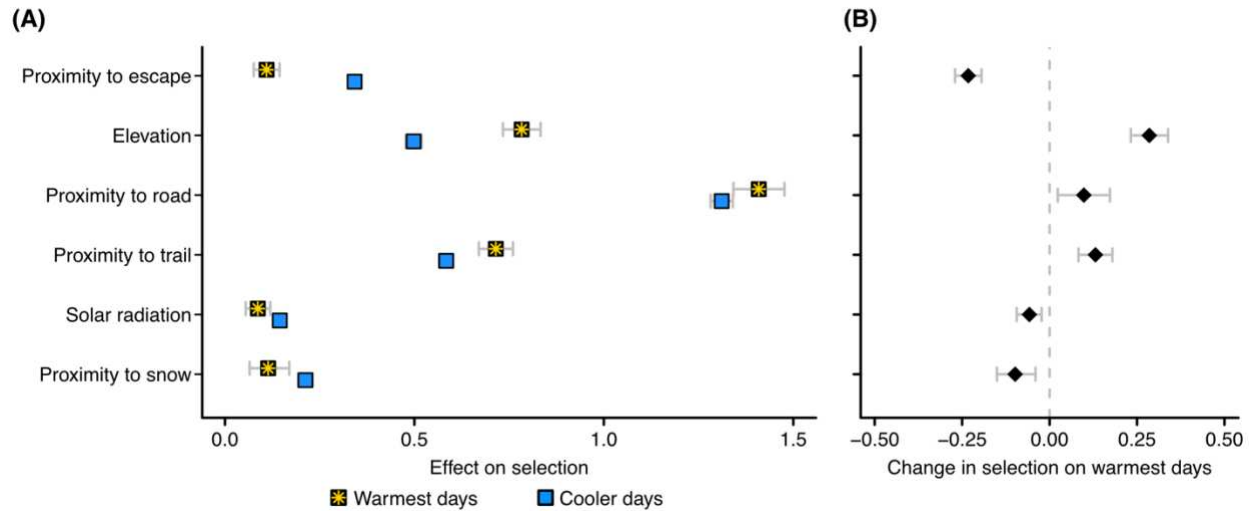 (A)
Proximity to escape
Elevation
Proximity to road
Proximity to trail
Solar radiation
Proximity to snow
0.0 0.5 1.0 1.5
Effect on selection
Warmest days Cooler days
(B)
−0.50 −0.25 0.00 0.25 0.50
Change in selection on warmest days